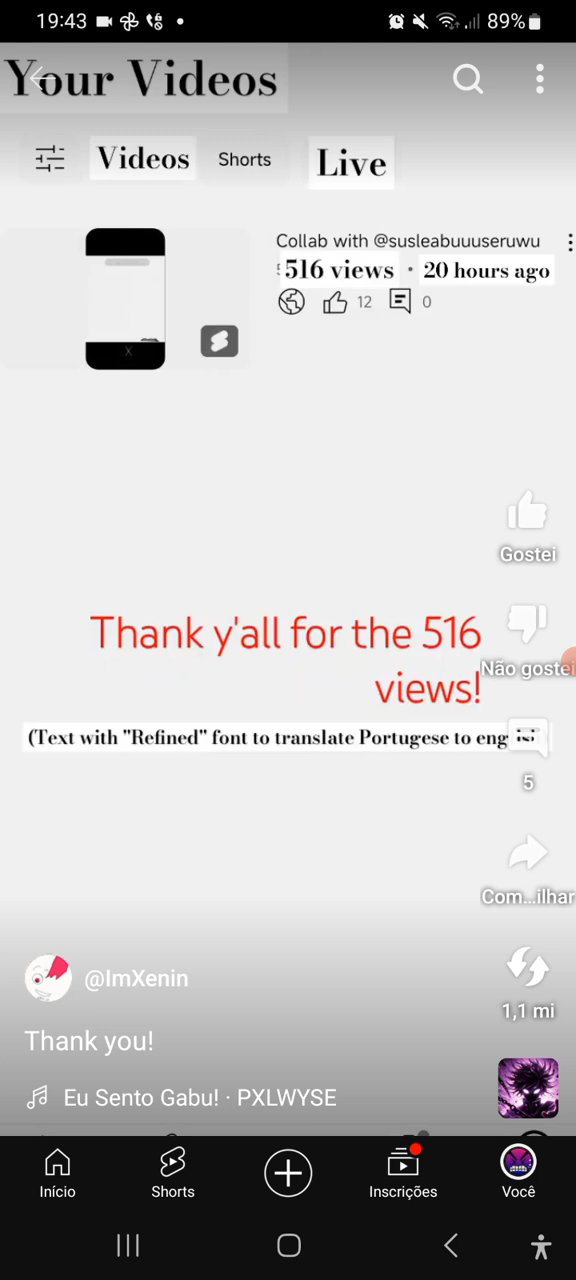 19:43
89%
Your Videos
Videos
Shorts
Live
Collab with @susleabuuuseruwu
516 views · 20 hours ago
12
0
Gostei
Thank y'all for the 516
views!
Não gostei
(Text with "Refined" font to translate Portugese to
5
Com...ilhar
@ImXenin
1,1 mi
Thank you!
Eu Sento Gabu! · PXLWYSE
Início
Shorts
Inscrições
Você